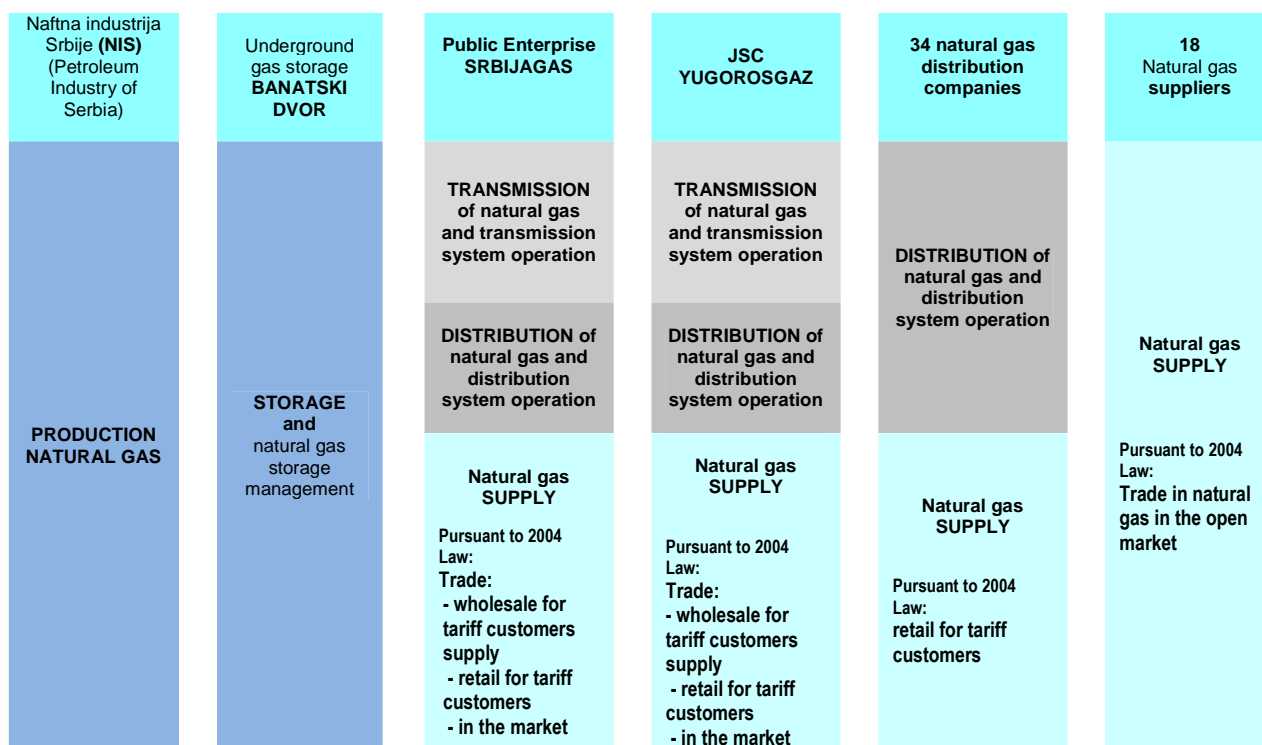 Naftna industrija
Srbije (NIS)
(Petroleum
Industry of
Serbia)
PRODUCTION
NATURAL GAS
Underground
gas storage
BANATSKI
DVOR
STORAGE
and
natural gas
storage
management
Public Enterprise
SRBIJAGAS
TRANSMISSION
of natural gas
and transmission
system operation
DISTRIBUTION of
natural gas and
distribution
system operation
Natural gas
SUPPLY
Pursuant to 2004
Law:
Trade:
- wholesale for
tariff customers
supply
- retail for tariff
customers
- in the market
JSC
YUGOROSGAZ
TRANSMISSION
of natural gas
and transmission
system operation
DISTRIBUTION of
natural gas and
distribution
system operation
Natural gas
SUPPLY
Pursuant to 2004
Law:
Trade:
- wholesale for
tariff customers
supply
- retail for tariff
customers
- in the market
34 natural gas
distribution
companies
DISTRIBUTION of
natural gas and
distribution
system operation
Natural gas
SUPPLY
Pursuant to 2004
Law:
retail for tariff
customers
18
Natural gas
suppliers
Natural gas
SUPPLY
Pursuant to 2004
Law:
Trade in natural
gas in the open
market